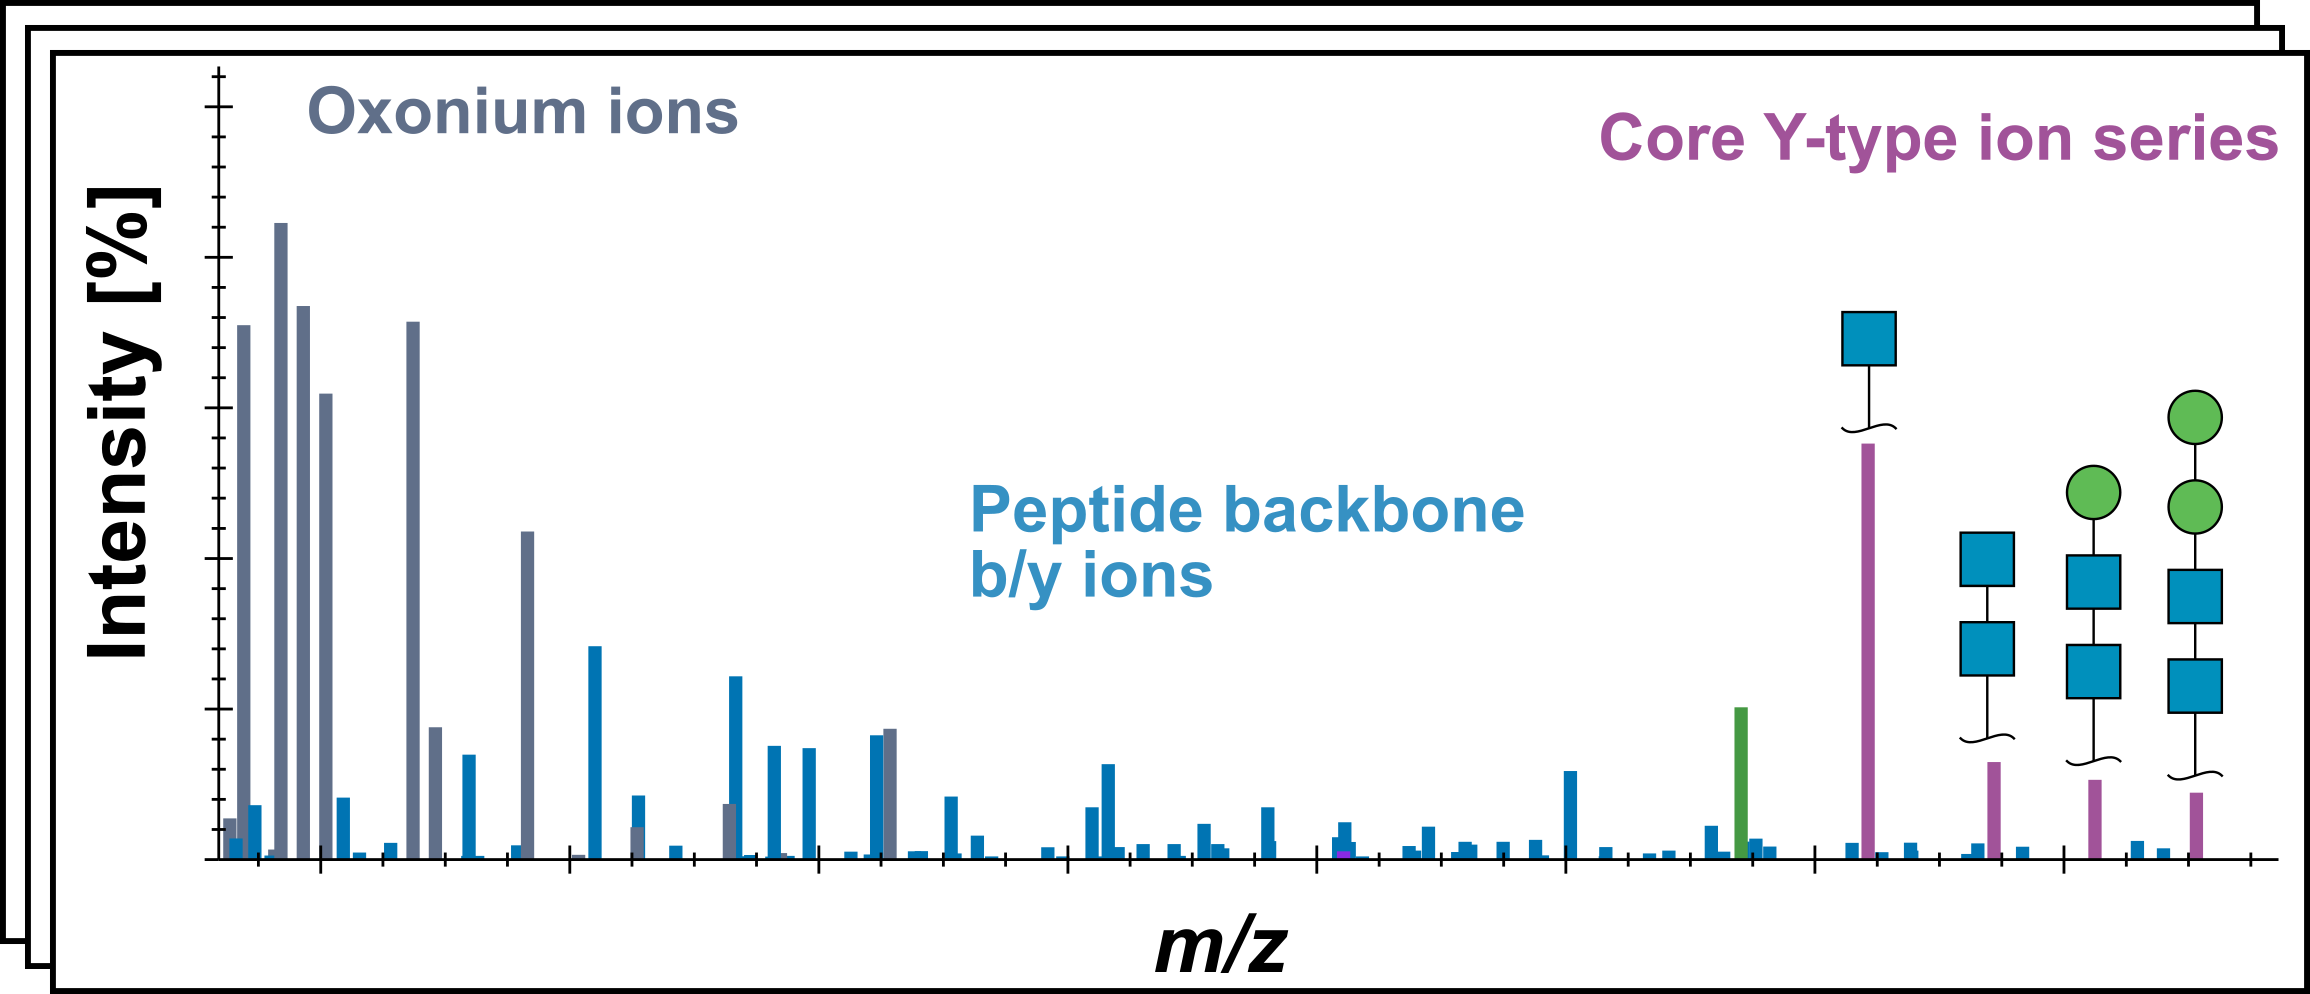 Oxonium ions
Core Y-type ion series
Intensity [%]
Peptide backbone
b/y ions
m/z